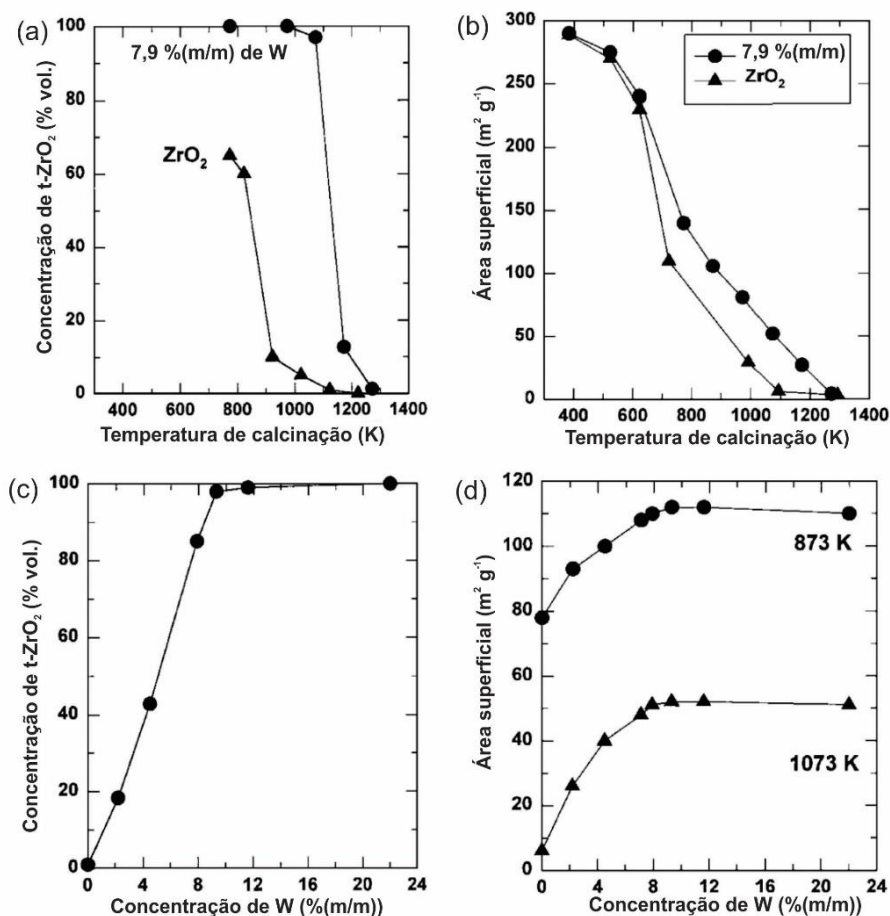 (a)
7,9 %(m/m) de W
ZrO₂
Concentração de t-ZrO₂ (% vol.)
100
80
60
40
20
0
400 600 800 1000 1200 1400
Temperatura de calcinação (K)
(b)
7,9 %(m/m)
ZrO₂
Área superficial (m² g⁻¹)
300
250
200
150
100
50
0
400 600 800 1000 1200 1400
Temperatura de calcinação (K)
(c)
Concentração de t-ZrO₂ (% vol.)
100
80
60
40
20
0
0 4 8 12 16 20 24
Concentração de W (%(m/m))
(d)
873 K
1073 K
Área superficial (m² g⁻¹)
120
100
80
60
40
20
0
0 4 8 12 16 20 24
Concentração de W (%(m/m))